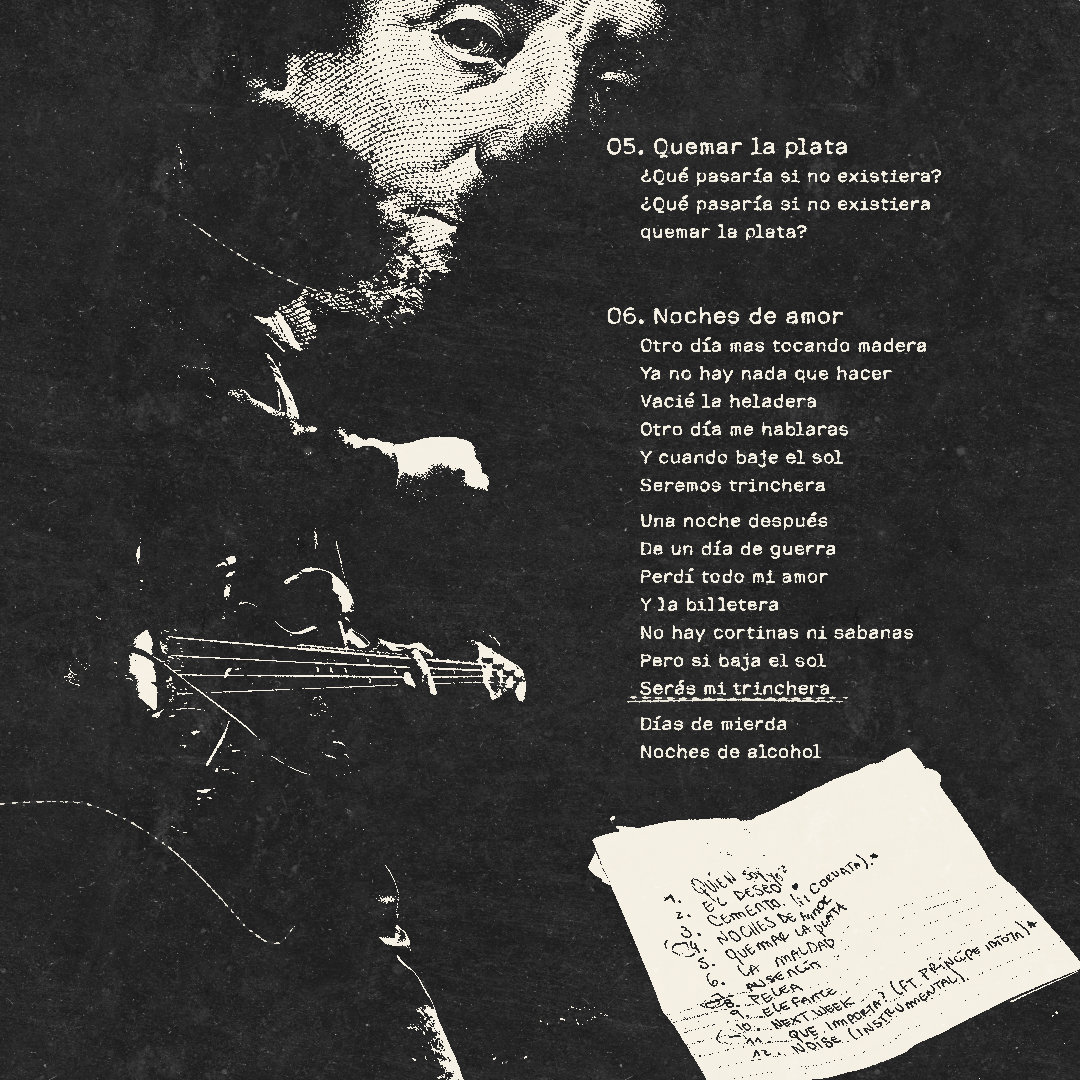 05. Quemar la plata
¿Qué pasaría si no existiera?
¿Qué pasaría si no existiera
quemar la plata?
06. Noches de amor
Otro día mas tocando madera
Ya no hay nada que hacer
Vacié la heladera
Otro día me hablaras
Y cuando baje el sol
Seremos trinchera
Una noche después
De un día de guerra
Perdí todo mi amor
Y la billetera
No hay cortinas ni sabanas
Pero si baja el sol
Serás mi trinchera
Días de mierda
Noches de alcohol
1. QUIÉN SOY yo?
2. EL DESEO
3. CEMENTO. (ii CORVATA).*
4. NOCHES DE AMOR
5. QUEMAR LA PLATA
6. LA MALDAD
AUSENCIA
8. PELEA
9. ELEFANTE
10. NEXT WEEK
11. QUE IMPORTA? (FT. PRÍNCIPE IDIOTA)*
12. NOISE (INSTRUMENTAL).